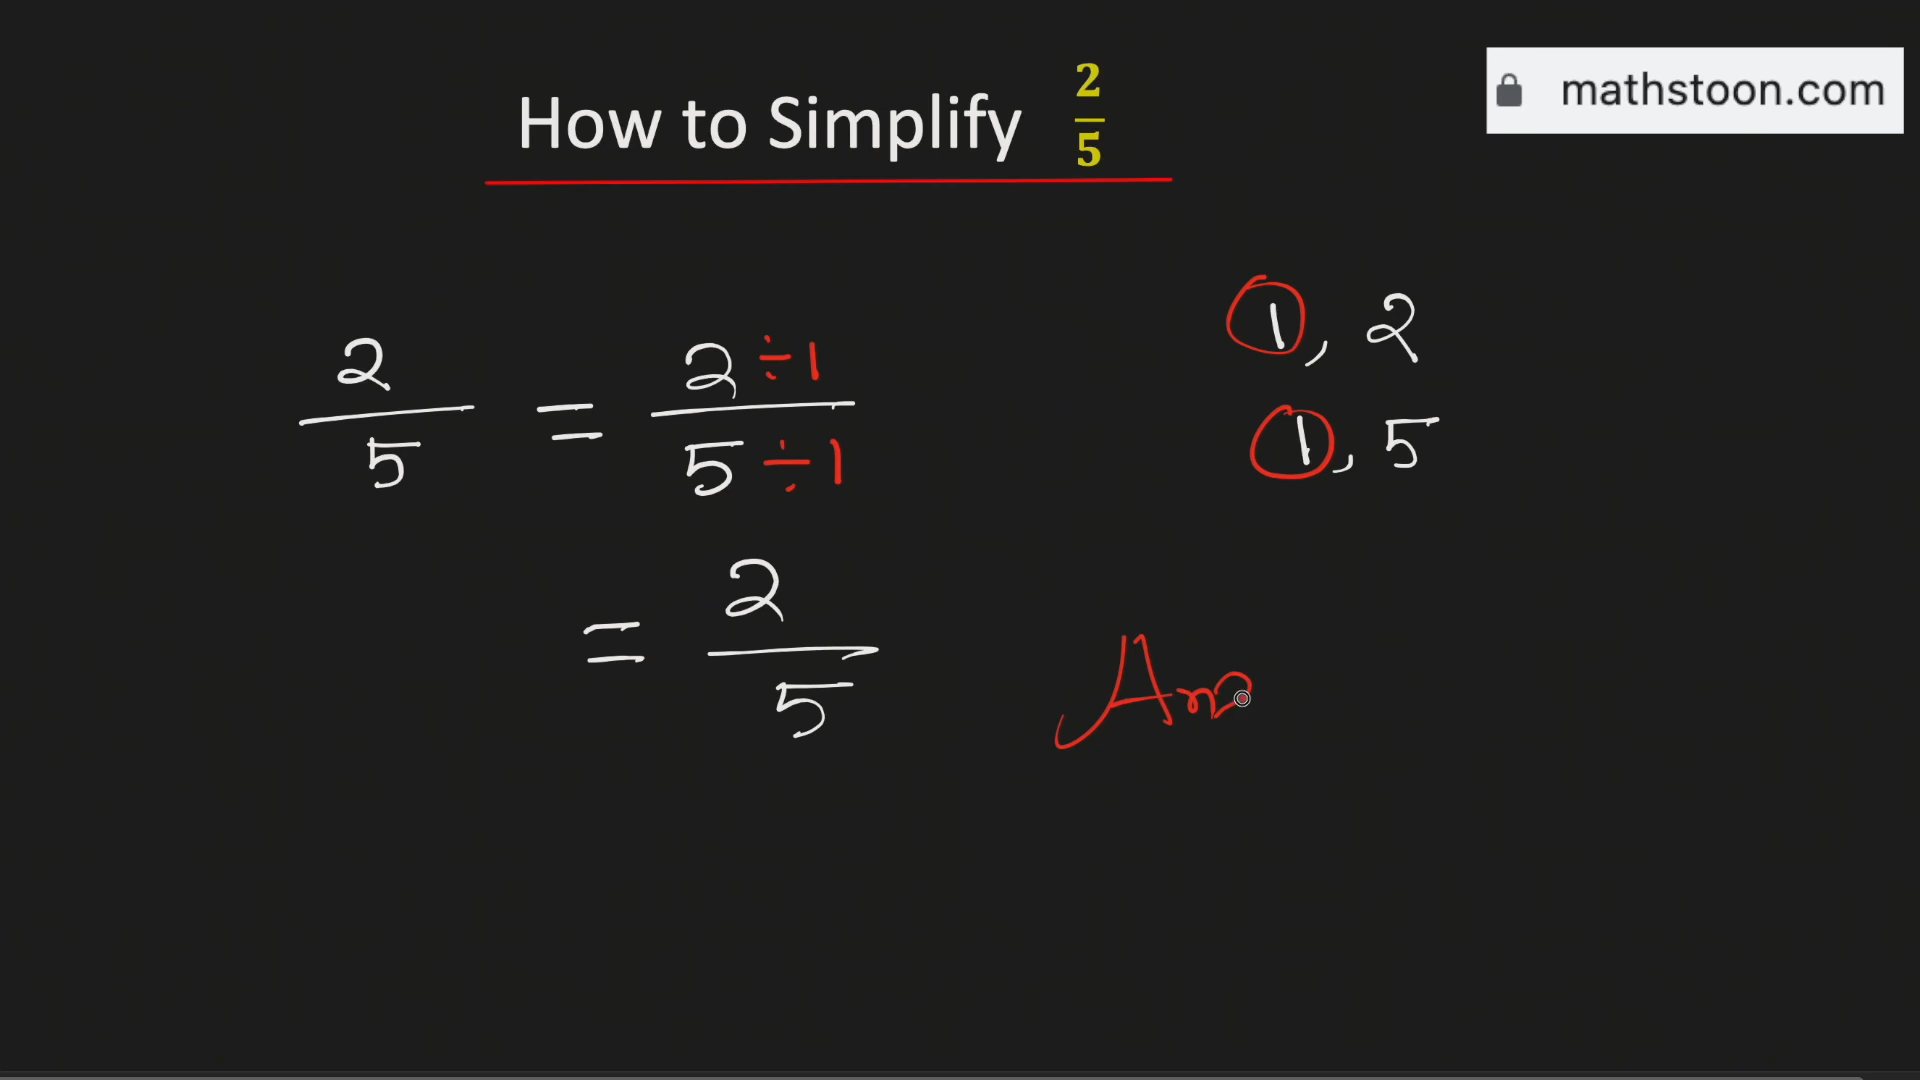 How to Simplify 2/5
mathstoon.com
2/5 = 2÷1/5÷1
1, 2
1, 5
= 2/5
Ans